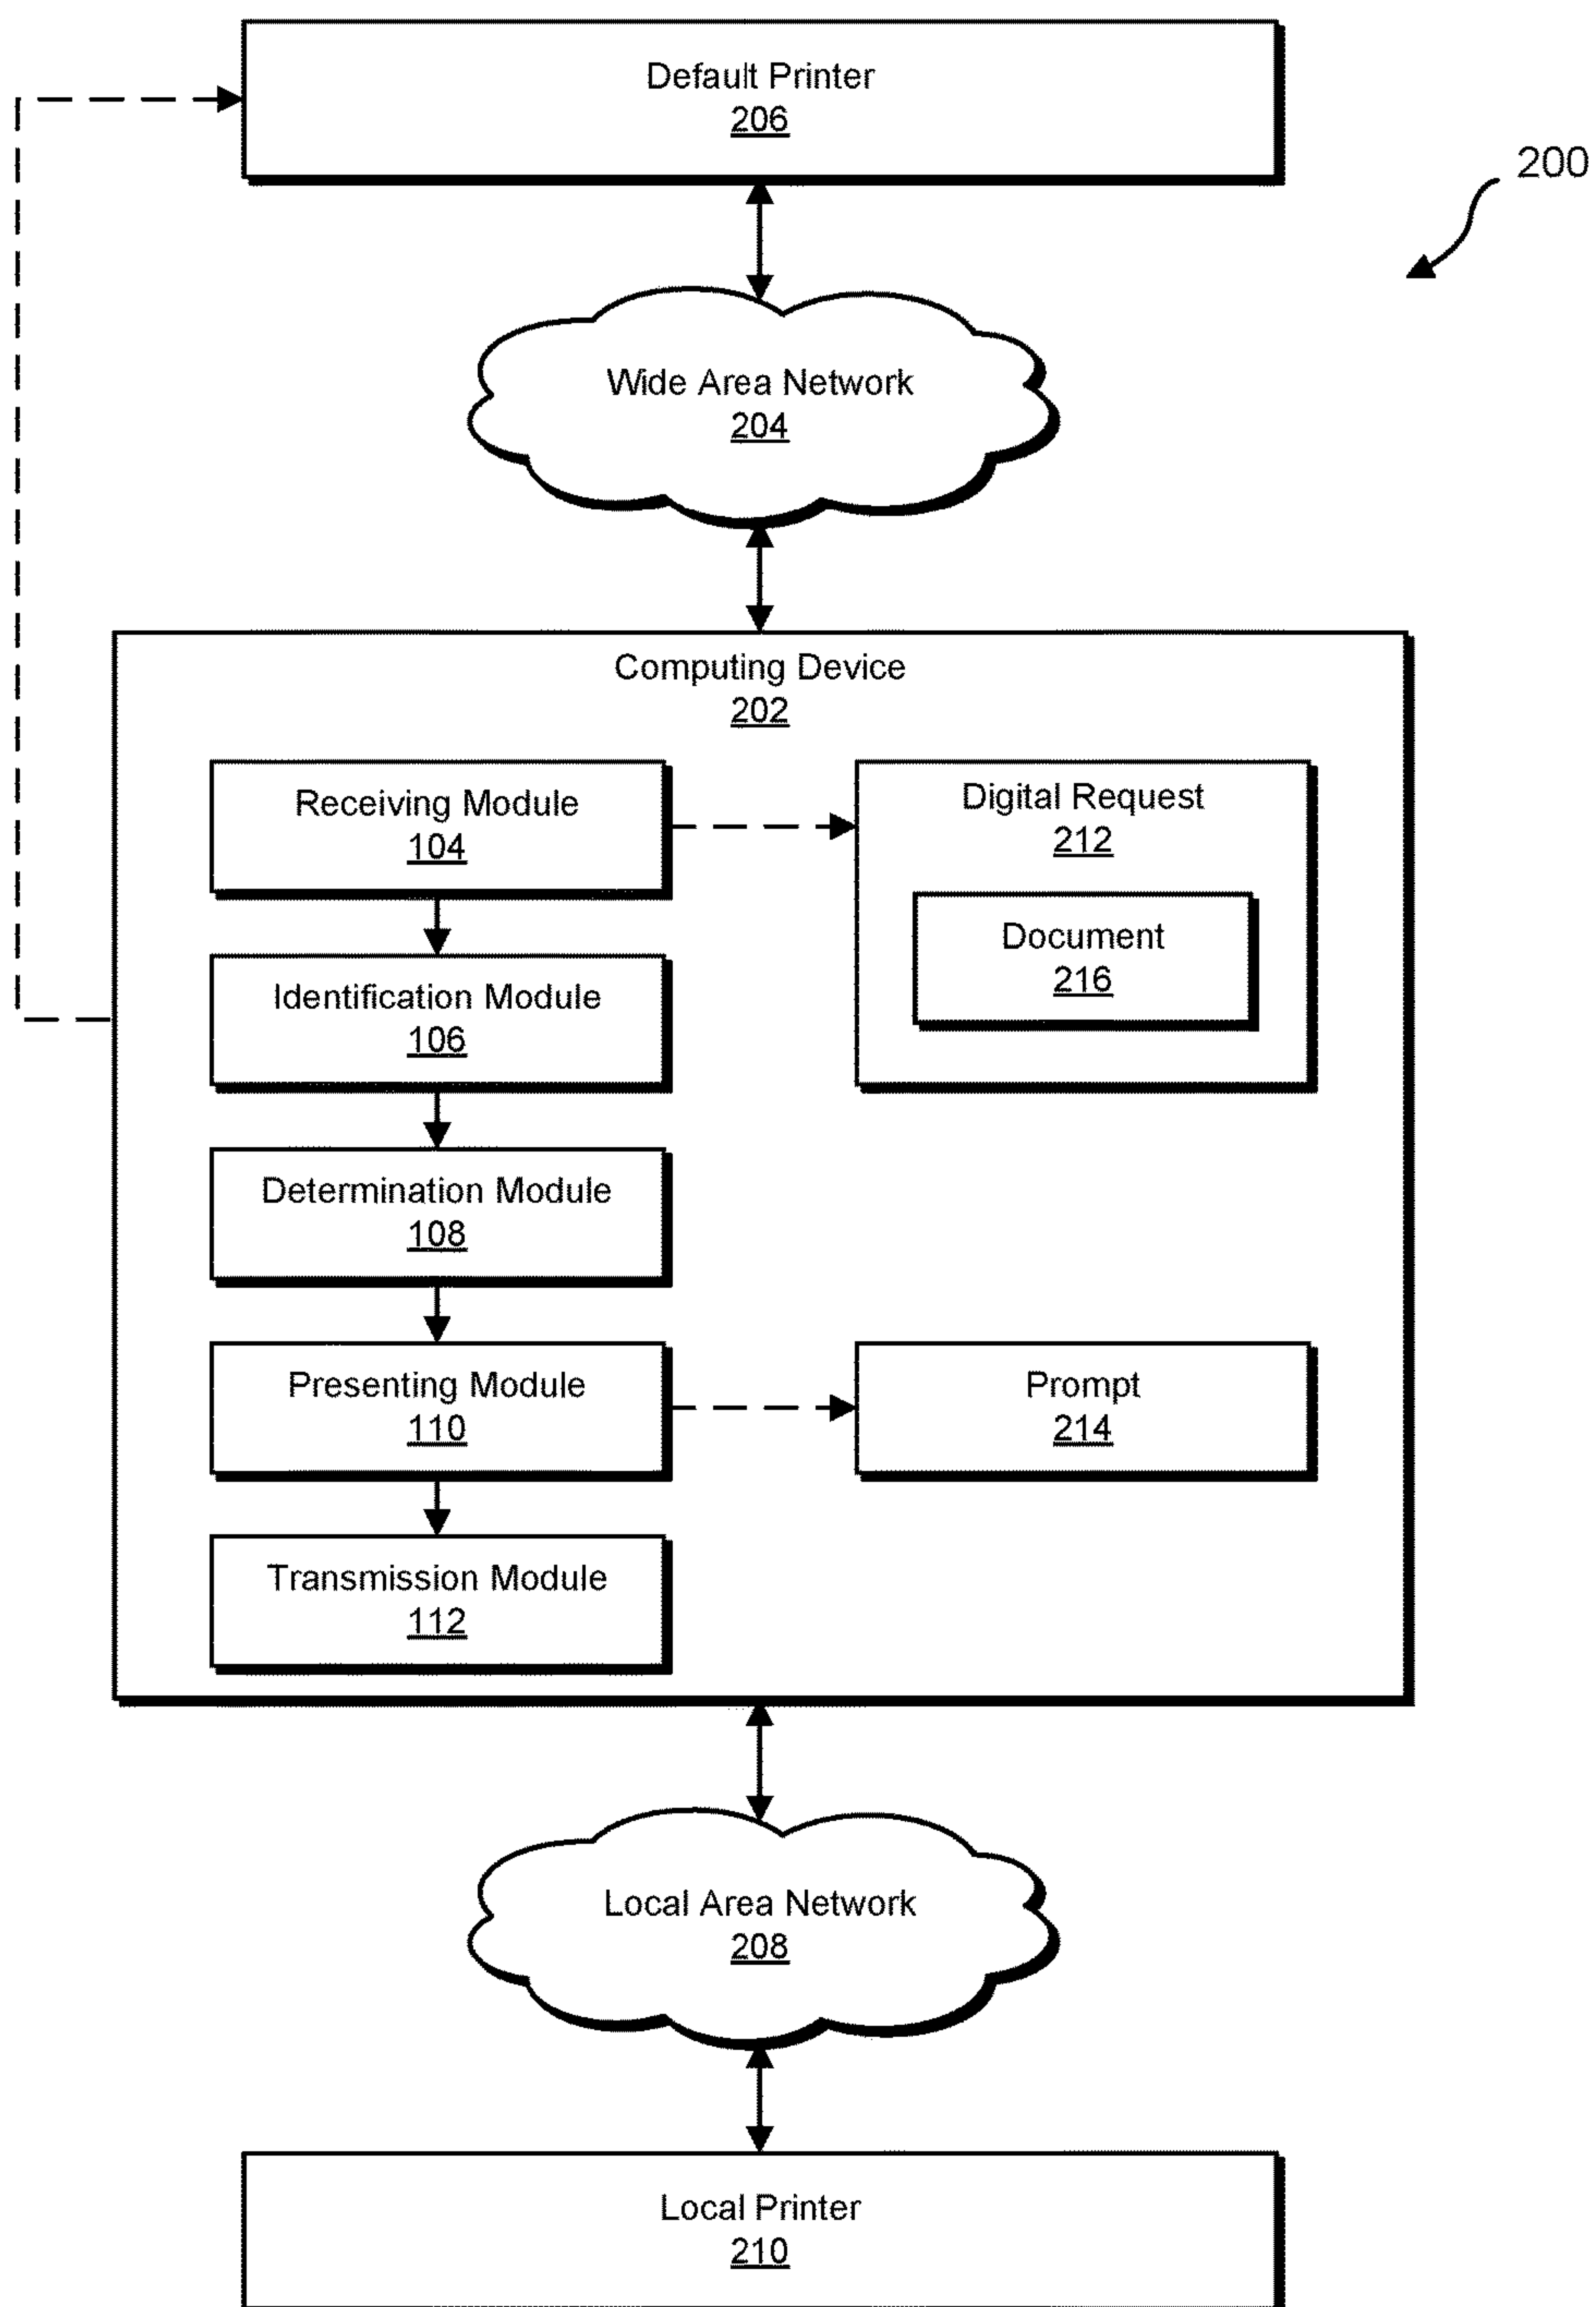 Default Printer
206
200
Wide Area Network
204
Computing Device
202
Receiving Module
104
Digital Request
212
Document
216
Identification Module
106
Determination Module
108
Presenting Module
110
Prompt
214
Transmission Module
112
Local Area Network
208
Local Printer
210